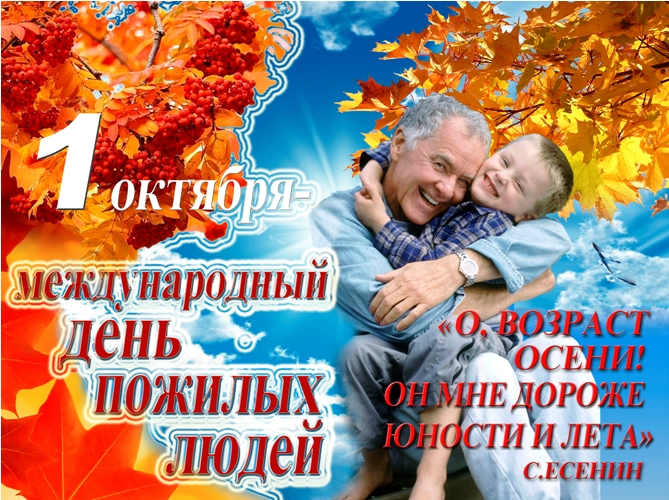 1 октября-
международный
день
пожилых
людей
«О, ВОЗРАСТ
ОСЕНИ!
ОН МНЕ ДОРОЖЕ
ЮНОСТИ И ЛЕТА»
С.ЕСЕНИН